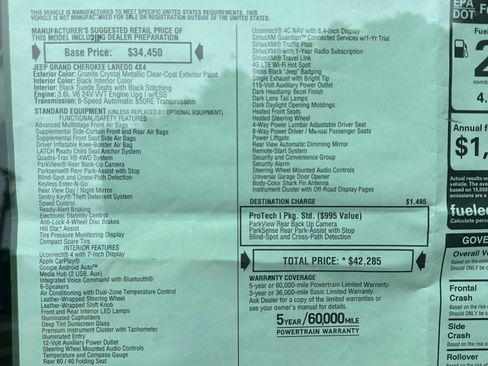 THIS VEHICLE IS MANUFACTURED TO MEET SPECIFIC UNITED STATES REQUIREMENTS. THIS
VEHICLE IS NOT MANUFACTURED FOR SALE OR REGISTRATION OUTSIDE OF THE UNITED STATES.
MANUFACTURER'S SUGGESTED RETAIL PRICE OF
THIS MODEL INCLUDING DEALER PREPARATION
Base Price: $34,450
JEEP GRAND CHEROKEE LAREDO 4X4
Exterior Color: Granite Crystal Metallic Clear-Coat Exterior Paint
Interior Color: Black Interior Color
Interior: Black Suede Seats with Black Stitching
Engine: 3.6L V6 24V VVT Engine Upg I w/ESS
Transmission: 8-Speed Automatic 850RE Transmission
STANDARD EQUIPMENT (UNLESS REPLACED BY OPTIONAL EQUIPMENT)
FUNCTIONAL/SAFETY FEATURES
Advanced Multistage Front Air Bags
Supplemental Side-Curtain Front and Rear Air Bags
Supplemental Front Seat Side Air Bags
Driver Inflatable Knee-Bolster Air Bag
LATCH Ready Child Seat Anchor System
Quadra-Trac I® 4WD System
ParkView® Rear Back-Up Camera
Parksense® Rear Park-Assist with Stop
Blind-Spot and Cross-Path Detection
Keyless Enter-N-Go
Rear View Day / Night Mirror
Sentry Key® Theft Deterrent System
Speed Control
Ready-Alert Braking
Electronic Stability Control
Anti-Lock 4-Wheel Disc Brakes
Hill Start Assist
Tire Pressure Monitoring Display
Compact Spare Tire
INTERIOR FEATURES
Uconnect® 4 with 7-Inch Display
Apple CarPlay®
Google Android Auto™
Media Hub (2 USB, Aux)
Integrated Voice Command with Bluetooth®
6-Speakers
Air Conditioning with Dual-Zone Temperature Control
Leather-Wrapped Steering Wheel
Leather-Wrapped Shift Knob
Front and Rear Interior LED Lamps
Illuminated Cupholders
Deep Tint Sunscreen Glass
Premium Instrument Cluster with Tachometer
Illuminated Entry
12-Volt Auxiliary Power Outlet
Steering Wheel Mounted Audio Controls
Temperature and Compass Gauge
Rear 60 / 40 Folding Seat
Uconnect® 4C NAV with 8.4-Inch Display
SiriusXM Guardian™ Connected Services w/1-Yr Trial
SiriusXM® Traffic Plus
SiriusXM® with 1-Year Radio Subscription
SiriusXM® Travel Link
4G LTE Wi-Fi Hot Spot
Gloss Black "Jeep" Badging
Single Exhaust with Bright Tip
115-Volt Auxiliary Power Outlet
Dark Headlamp Bezel Finish
Dark Lens Tail Lamps
Dark Daylight Opening Moldings
Heated Front Seats
Heated Steering Wheel
4-Way Power Lumbar Adjustable Driver Seat
8-Way Power Driver / Manual Passenger Seats
Power Liftgate
Rear View Automatic Dimming Mirror
Remote-Start System
Security and Convenience Group
Security Alarm
Steering Wheel Mounted Audio Controls
Universal Garage Door Opener
Body-Color Shark Fin Antenna
Instrument Cluster with Off-Road Display Pages
DESTINATION CHARGE $1,495
ProTech I Pkg. Std. ($995 Value)
ParkView Rear Back Up Camera
ParkSense Rear Park-Assist with Stop
Blind-Spot and Cross-Path Detection
TOTAL PRICE: * $42,285
WARRANTY COVERAGE
5-year or 60,000-mile Powertrain Limited Warranty.
3-year or 36,000-mile Basic Limited Warranty.
Ask Dealer for a copy of the limited warranties or see
your owner's manual for details.
5YEAR/60000MILE
POWERTRAIN WARRANTY
EPA
DOT
Fu
2
4.
Annual f
$1,
Actual results w
fuelec
Calculate perso
GOVE
Frontal
Crash
Side
Crash
Rollover